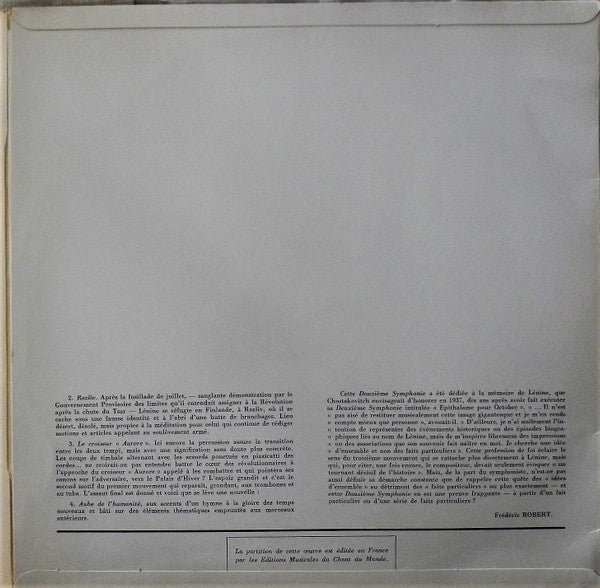 2. Razlic. Après la fusillade de juillet, — sanglante démonstration par le
Gouvernement Provisoire des limites qu'il entendait assigner à la Révolution
après la chute du Tsar — Lénine se réfugie en Finlande, à Razliv, où il se
cache sous une fausse identité et à l'abri d'une hutte de branchages. Lieu
désert, désolé, mais propice à la méditation pour celui qui continue de rédiger
motions et articles appelant au soulèvement armé.
3. Le croiseur « Aurore ». Ici encore la percussion assure la transition
entre les deux temps, mais avec une signification sans doute plus concrète.
Les coups de timbale alternant avec des accords ponctués en pizzicatti des
cordes... ne croirait-on pas entendre battre le cœur des révolutionnaires à
l'approche du croiseur « Aurore » appelé à les combattre et qui pointera ses
canons sur l'adversaire, vers le Palais d'Hiver ? L'espoir grandit et c'est le
second motif du premier mouvement qui reparaît, grondant, aux trombones et
au tuba. L'assaut final est donné et voici que se lève une nouvelle :
4. Aube de l'humanité, aux accents d'un hymne à la gloire des temps
nouveaux et bâti sur des éléments thématiques empruntés aux morceaux
antérieurs.
Cette Douzième Symphonie a été dédiée à la mémoire de Lénine, que
Chostakovitch envisageait d'honorer en 1937, dix ans après avoir fait exécuter
sa Deuxième Symphonie intitulée « Epithalame pour Octobre ». « ... Il n'est
« pas aisé de restituer musicalement cette image gigantesque et je m'en rends
« compte mieux que personne », avouait-il. « D'ailleurs, je n'ai nullement l'in-
« tention de représenter des événements historiques ou des épisodes biogra-
« phiques liés au nom de Lénine, mais de m'inspirer librement des impressions
« ou des associations que son souvenir fait naître en moi. Je cherche une idée
« d'ensemble et non des faits particuliers ». Cette profession de foi éclaire le
sens du troisième mouvement qui se rattache plus directement à Lénine, mais
qui, pour citer, une fois encore, le compositeur, devait seulement évoquer « un
tournant décisif de l'histoire ». Mais, de la part du symphoniste, n'est-ce pas
aussi définir sa démarche constante que de rappeler cette quête des « idées
d'ensemble » au détriment des « faits particuliers » ou plus exactement — et
cette Douzième Symphonie en est une preuve frappante — à partir d'un fait
particulier ou d'une série de faits particuliers ?
Frédéric ROBERT.
La partition de cette œuvre est éditée en France
par les Editions Musicales du Chant du Monde.